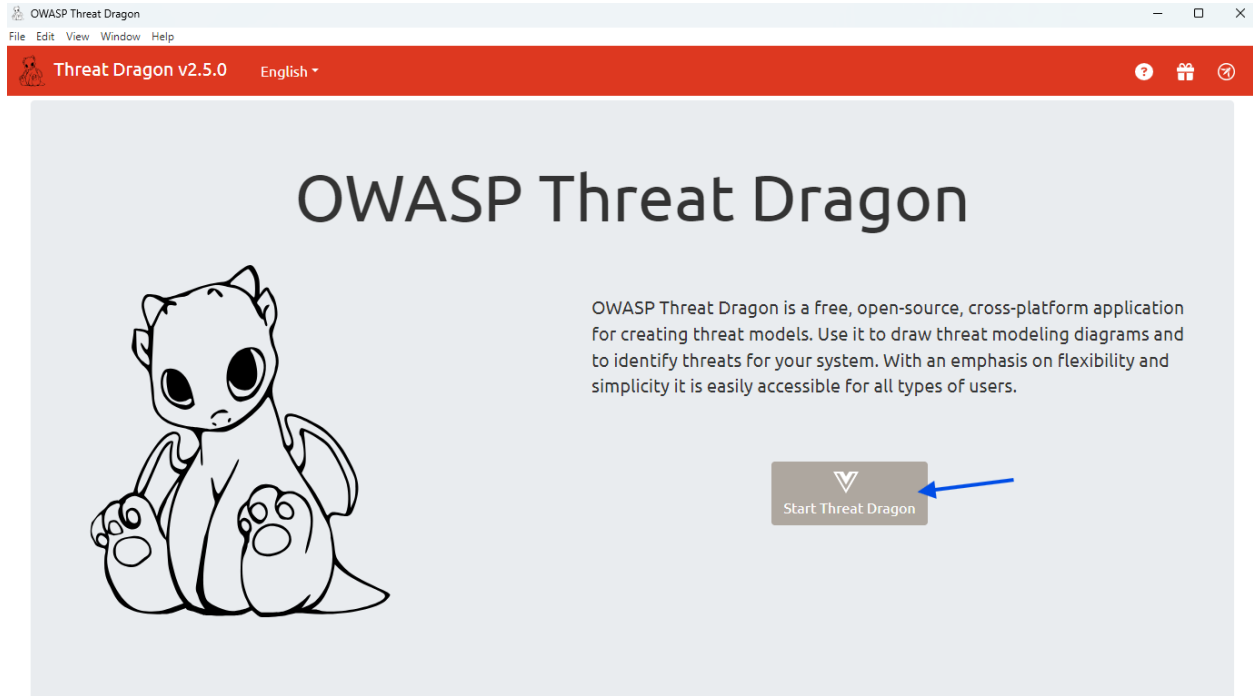 OWASP Threat Dragon
File Edit View Window Help
Threat Dragon v2.5.0 English
OWASP Threat Dragon
OWASP Threat Dragon is a free, open-source, cross-platform application
for creating threat models. Use it to draw threat modeling diagrams and
to identify threats for your system. With an emphasis on flexibility and
simplicity it is easily accessible for all types of users.
Start Threat Dragon